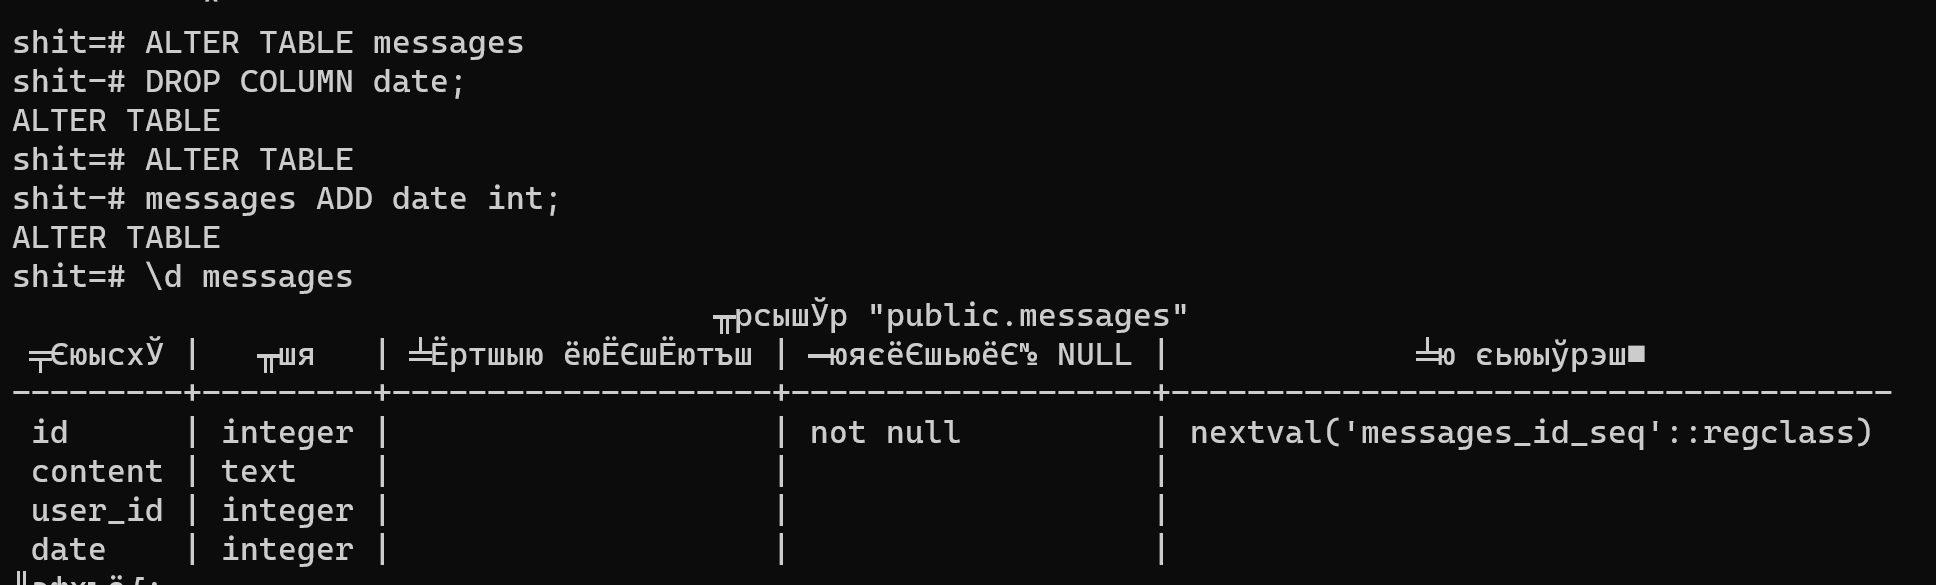 shit=# ALTER TABLE messages
shit-# DROP COLUMN date;
ALTER TABLE
shit=# ALTER TABLE
shit-# messages ADD date int;
ALTER TABLE
shit=# \d messages
╥рсышЎр "public.messages"
╤ЄюысхЎ | ╥шя | ╧Ёртшыю ёюЁЄшЁютъш | ─юяєёЄшьюёЄ№ NULL | ╧ю єьюыўрэш■
---------+---------+-------------------+------------------+--------------------------------------
id | integer | | not null | nextval('messages_id_seq'::regclass)
content | text | | |
user_id | integer | | |
date | integer | | |